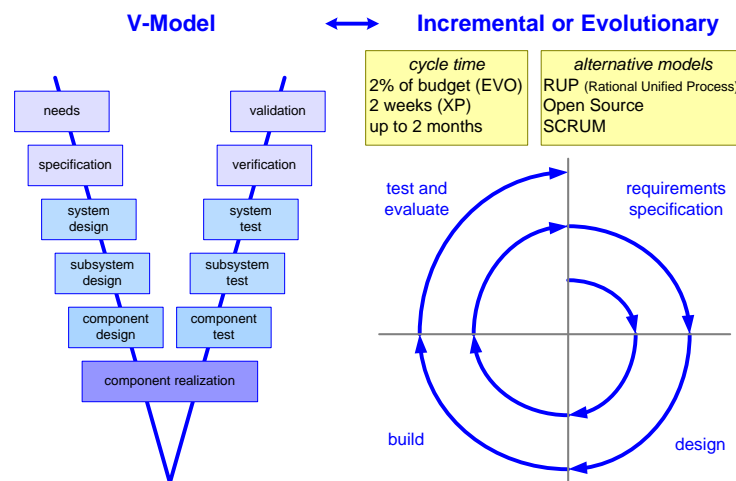 V-Model
Incremental or Evolutionary
cycle time
2% of budget (EVO)
2 weeks (XP)
up to 2 months
alternative models
RUP (Rational Unified Process)
Open Source
SCRUM
needs
validation
specification
verification
system
design
system
test
subsystem
design
subsystem
test
component
design
component
test
component realization
test and
evaluate
requirements
specification
build
design